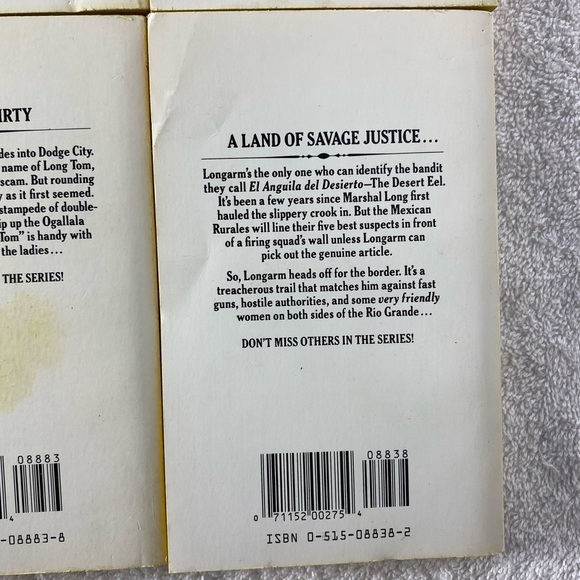 IRTY
des into Dodge City.
name of Long Tom,
scam. But rounding
y as it first seemed.
stampede of double-
ip up the Ogallala
Tom" is handy with
the ladies...
THE SERIES!
08883
4
-08883-8
A LAND OF SAVAGE JUSTICE...
Longarm's the only one who can identify the bandit
they call El Anguila del Desierto—The Desert Eel.
It's been a few years since Marshal Long first
hauled the slippery crook in. But the Mexican
Rurales will line their five best suspects in front
of a firing squad's wall unless Longarm can
pick out the genuine article.
So, Longarm heads off for the border. It's a
treacherous trail that matches him against fast
guns, hostile authorities, and some very friendly
women on both sides of the Rio Grande...
DON'T MISS OTHERS IN THE SERIES!
08838
0 71152 00275 4
ISBN 0-515-08838-2